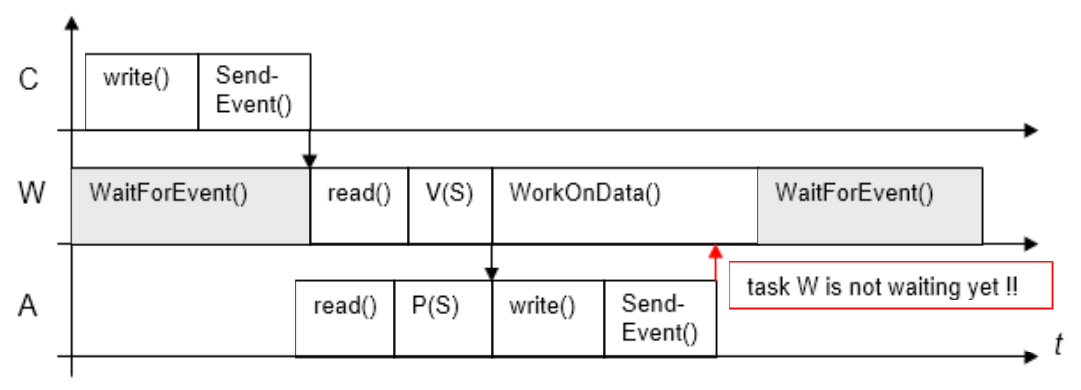 C
write()
Send-
Event()
W
WaitForEvent()
read()
V(S)
WorkOnData()
WaitForEvent()
task W is not waiting yet !!
A
read()
P(S)
write()
Send-
Event()
t